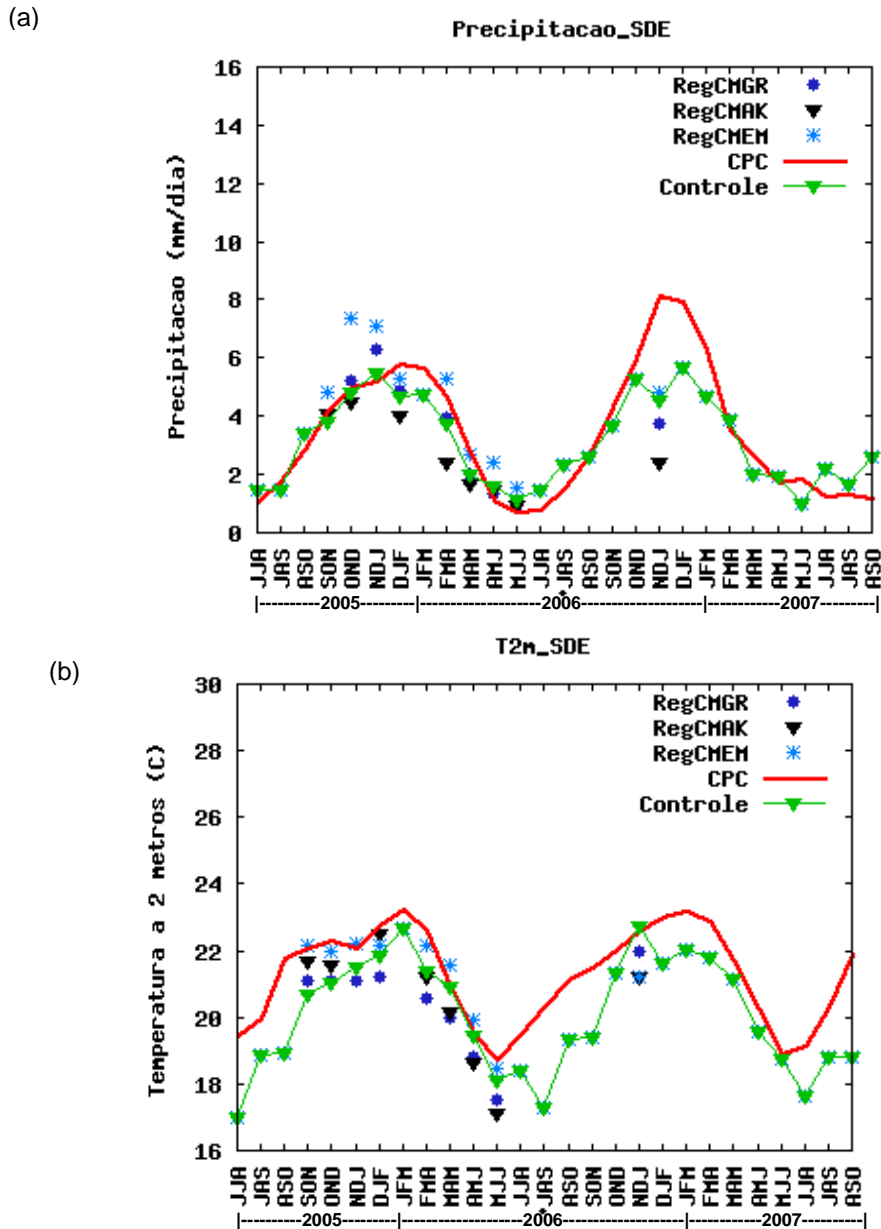 (a)
Precipitacao_SDE
RegCMGR
RegCMAK
RegCMEM
CPC
Controle
Precipitacao (mm/dia)
16
14
12
10
8
6
4
2
0
JJA JAS ASO SON OND NDJ DJF JFM FMA MAM AMJ MJJ JJA JAS ASO SON OND NDJ DJF JFM FMA MAM AMJ MJJ JJA JAS ASO
|-----------2005---------|--------------------2006------------------|------------2007---------|
(b)
T2m_SDE
RegCMGR
RegCMAK
RegCMEM
CPC
Controle
Temperatura a 2 metros (C)
30
28
26
24
22
20
18
16
JJA JAS ASO SON OND NDJ DJF JFM FMA MAM AMJ MJJ JJA JAS ASO SON OND NDJ DJF JFM FMA MAM AMJ MJJ JJA JAS ASO
|-----------2005---------|--------------------2006------------------|------------2007---------|